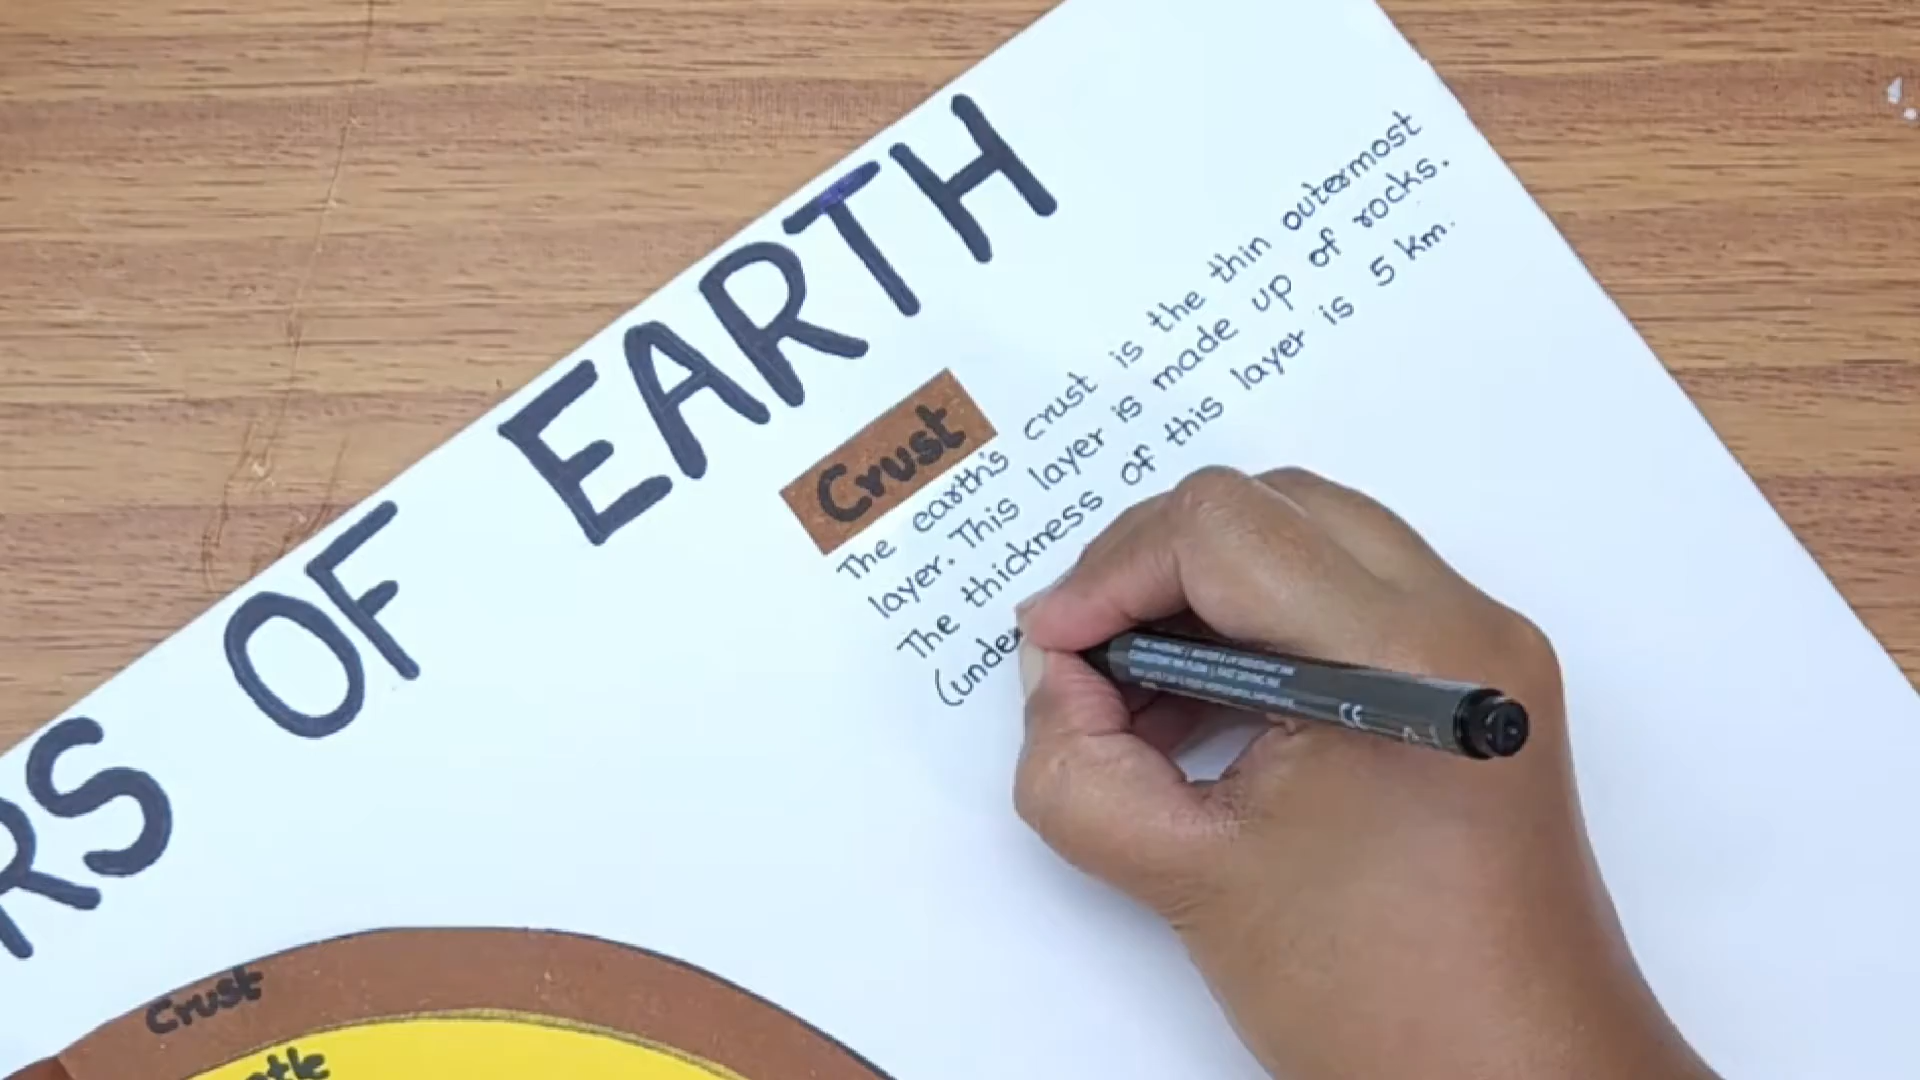 RS OF EARTH
Crust
The earth's crust is the thin outermost
layer. This layer is made up of rocks.
The thickness of this layer is 5 km.
(under
Crust
CE